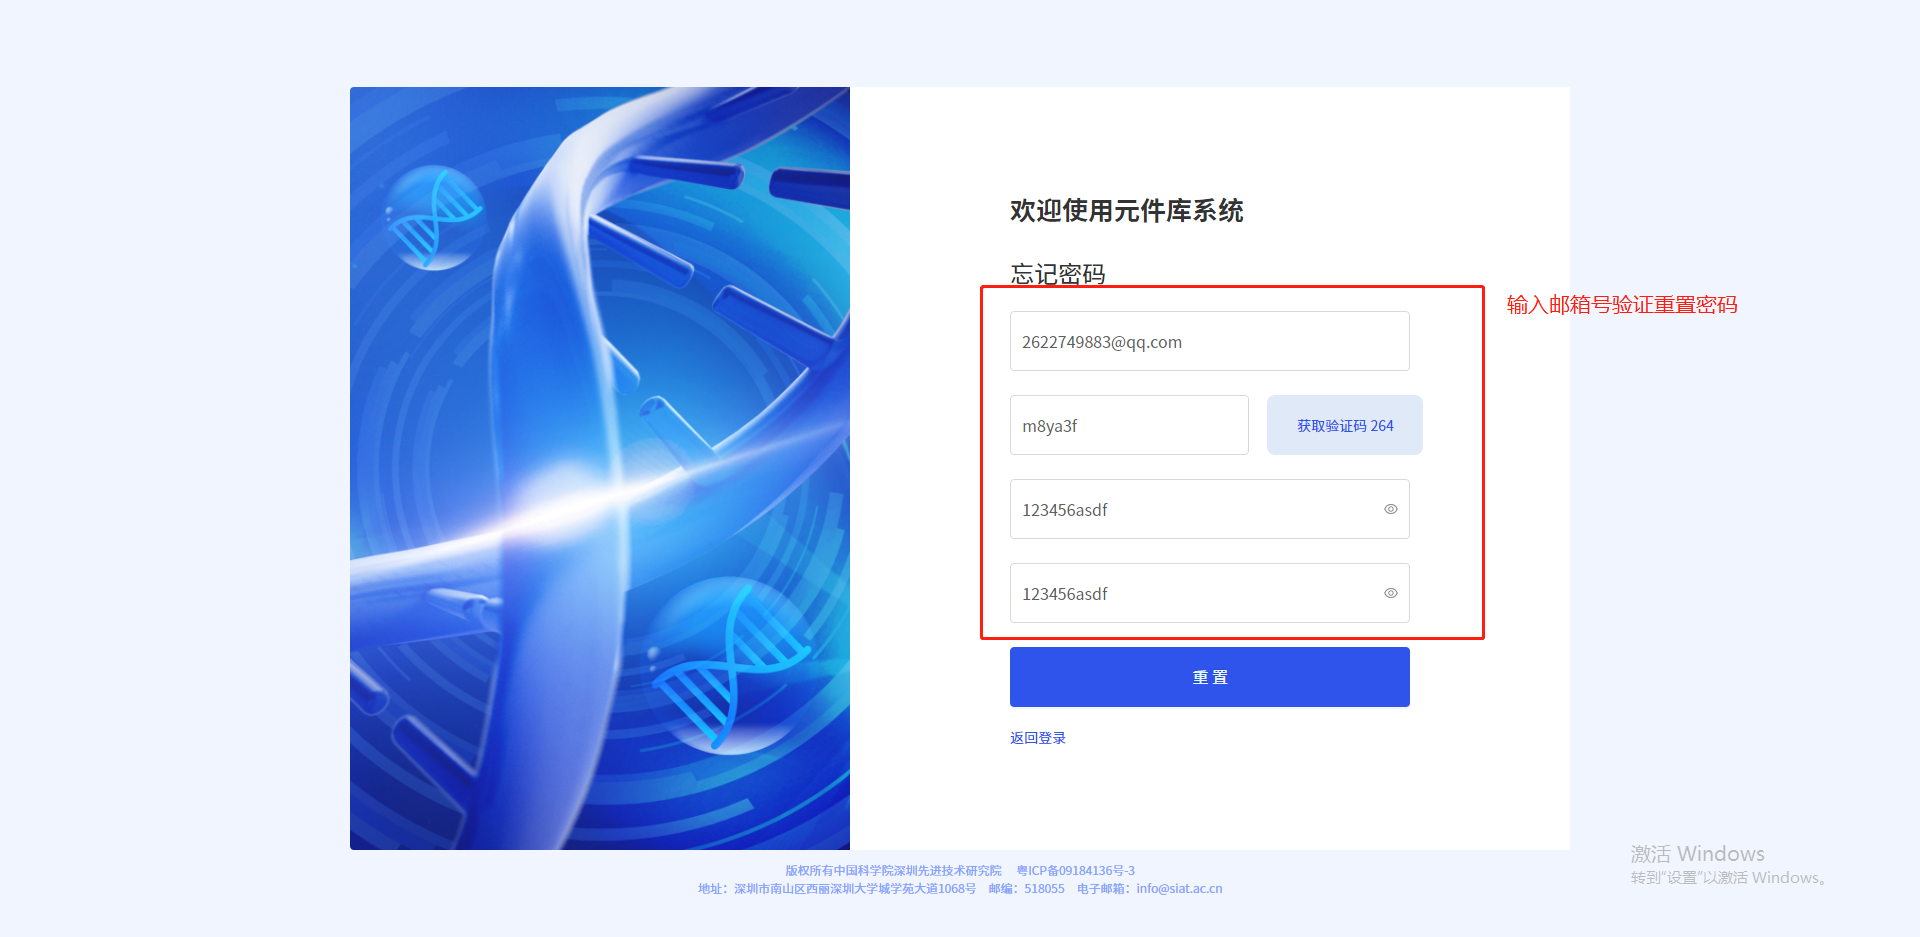 欢迎使用元件库系统
忘记密码
输入邮箱号验证重置密码
2622749883@qq.com
m8ya3f
获取验证码 264
123456asdf
123456asdf
重 置
返回登录
版权所有中国科学院深圳先进技术研究院 粤ICP备09184136号-3
地址：深圳市南山区西丽深圳大学城学苑大道1068号 邮编：518055 电子邮箱：info@siat.ac.cn
激活 Windows
转到“设置”以激活 Windows。